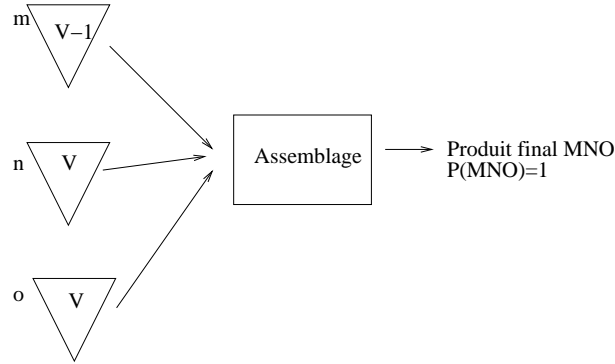 m
V−1
n
V
Assemblage
Produit final MNO
P(MNO)=1
o
V